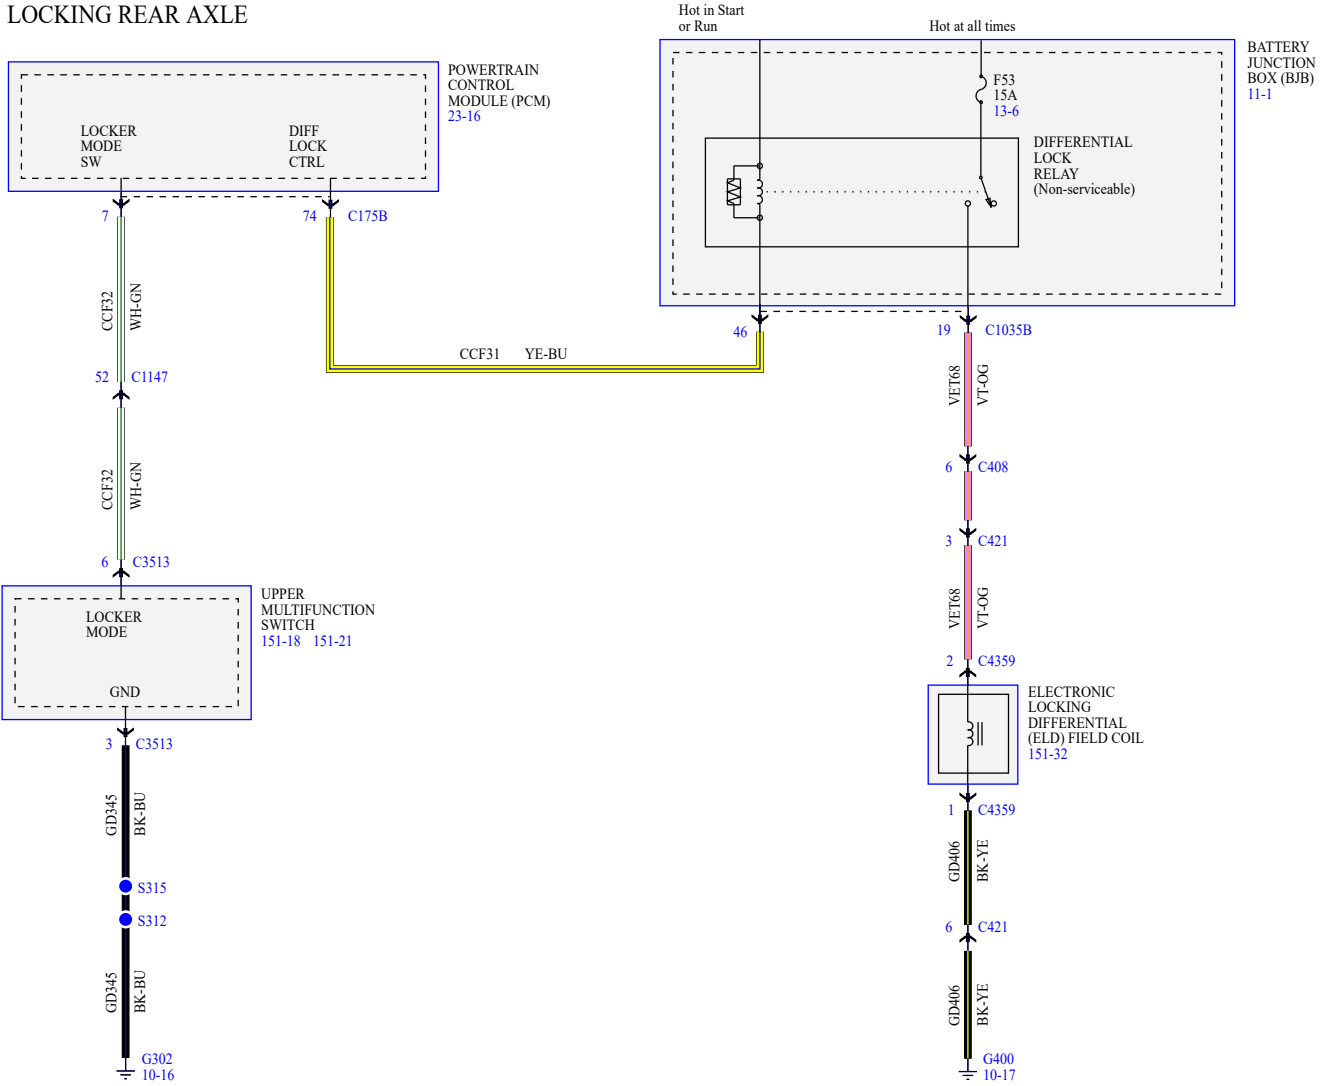 LOCKING REAR AXLE
Hot in Start
or Run
Hot at all times
BATTERY
JUNCTION
BOX (BJB)
11-1
POWERTRAIN
CONTROL
MODULE (PCM)
23-16
LOCKER
MODE
SW
DIFF
LOCK
CTRL
F53
15A
13-6
DIFFERENTIAL
LOCK
RELAY
(Non-serviceable)
7
74
C175B
46
19
C1035B
CCF32
WH-GN
CCF31
YE-BU
VET68
VT-OG
52
C1147
6
C408
CCF32
WH-GN
3
C421
6
C3513
VET68
VT-OG
UPPER
MULTIFUNCTION
SWITCH
151-18 151-21
LOCKER
MODE
GND
2
C4359
ELECTRONIC
LOCKING
DIFFERENTIAL
(ELD) FIELD COIL
151-32
3
C3513
1
C4359
GD345
BK-BU
GD406
BK-YE
S315
S312
6
C421
GD345
BK-BU
GD406
BK-YE
G302
10-16
G400
10-17